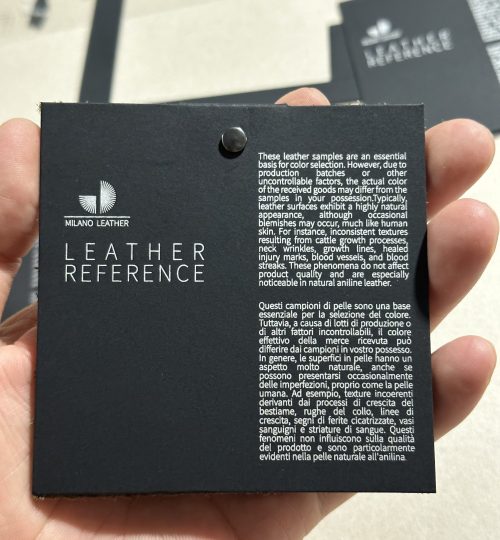 MILANO LEATHER
LEATHER
REFERENCE
These leather samples are an essential
basis for color selection. However, due to
production batches or other
uncontrollable factors, the actual color
of the received goods may differ from the
samples in your possession.Typically,
leather surfaces exhibit a highly natural
appearance, although occasional
blemishes may occur, much like human
skin. For instance, inconsistent textures
resulting from cattle growth processes,
neck wrinkles, growth lines, healed
injury marks, blood vessels, and blood
streaks. These phenomena do not affect
product quality and are especially
noticeable in natural aniline leather.
Questi campioni di pelle sono una base
essenziale per la selezione del colore.
Tuttavia, a causa di lotti di produzione o
di altri fattori incontrollabili, il colore
effettivo della merce ricevuta può
differire dai campioni in vostro possesso.
In genere, le superfici in pelle hanno un
aspetto molto naturale, anche se
possono presentarsi occasionalmente
delle imperfezioni, proprio come la pelle
umana. Ad esempio, texture incoerenti
derivanti dai processi di crescita del
bestiame, rughe del collo, linee di
crescita, segni di ferite cicatrizzate, vasi
sanguigni e striature di sangue. Questi
fenomeni non influiscono sulla qualità
del prodotto e sono particolarmente
evidenti nella pelle naturale all'anilina.
LEATHER
REFERENCE